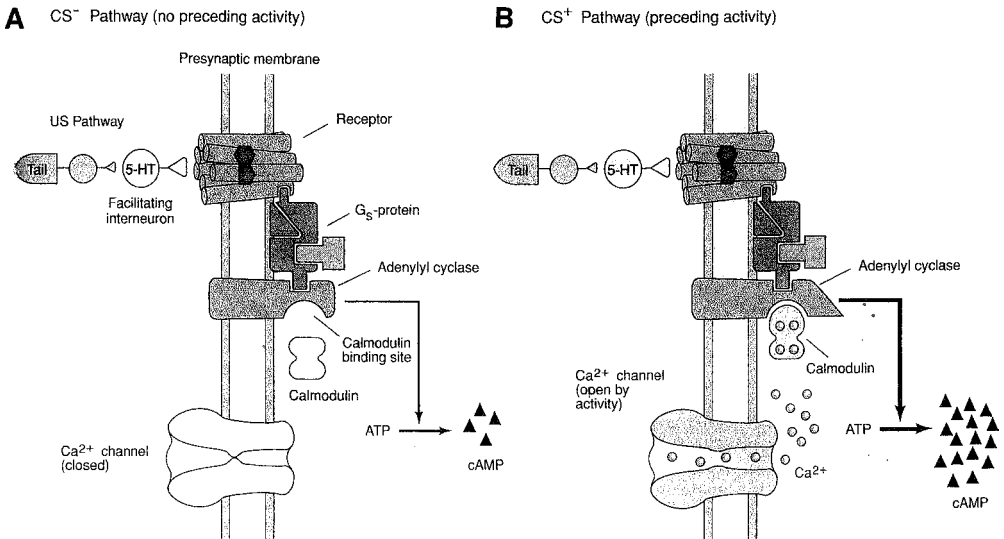 A
CS⁻ Pathway (no preceding activity)
Presynaptic membrane
Receptor
US Pathway
Tail
5-HT
Facilitating
interneuron
Gs-protein
Adenylyl cyclase
Calmodulin
binding site
Calmodulin
Ca²⁺ channel
(closed)
ATP
cAMP
B
CS⁺ Pathway (preceding activity)
Tail
5-HT
Adenylyl cyclase
Calmodulin
Ca²⁺ channel
(open by
activity)
Ca²⁺
ATP
cAMP